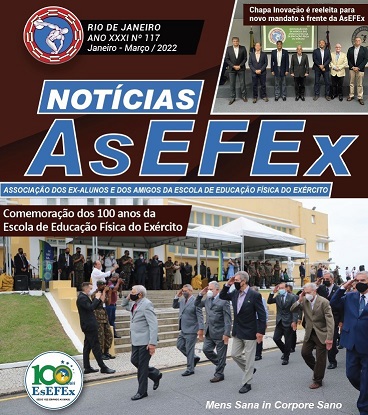 RIO DE JANEIRO
ANO XXXI Nº 117
Janeiro - Março / 2022
Chapa Inovação é reeleita para
novo mandato à frente da AsEFEx
NOTÍCIAS
AsEFEx
ASSOCIAÇÃO DOS EX-ALUNOS E DOS AMIGOS DA ESCOLA DE EDUCAÇÃO FÍSICA DO EXÉRCITO
Comemoração dos 100 anos da
Escola de Educação Física do Exército
100
EsEFEx
Mens Sana in Corpore Sano